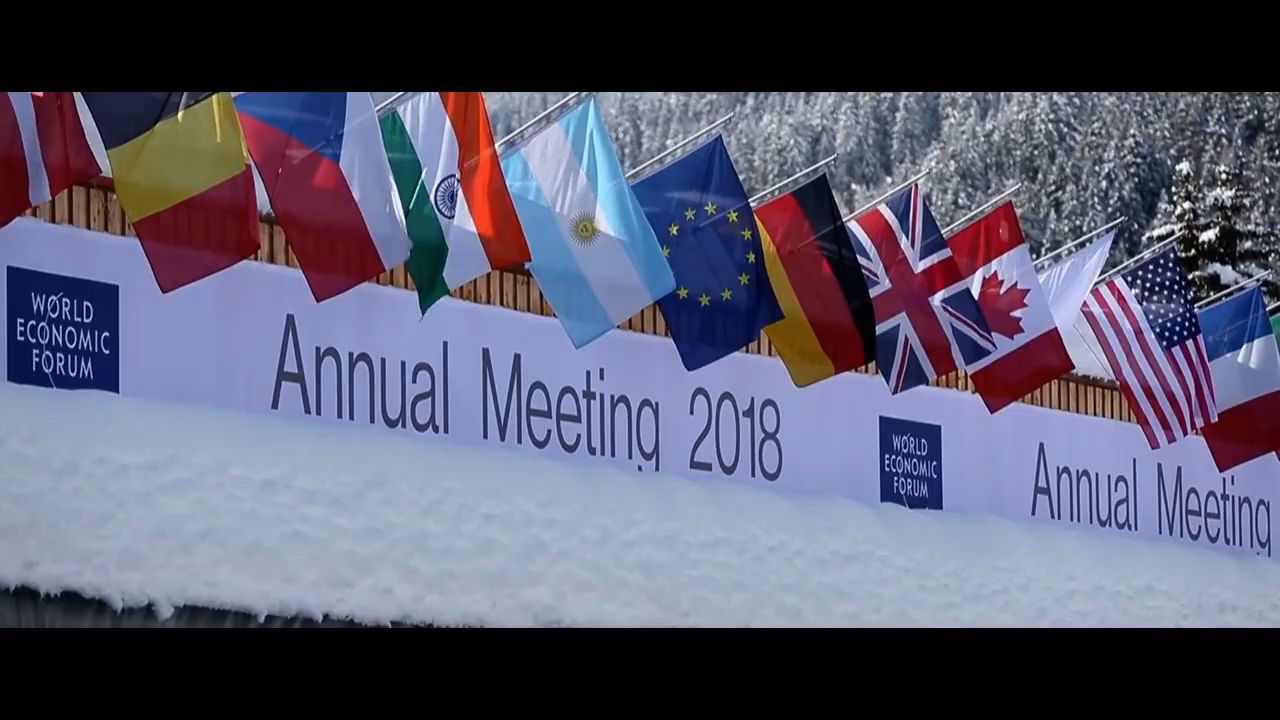 WORLD
ECONOMIC
FORUM
Annual Meeting 2018
WORLD
ECONOMIC
FORUM
Annual Meeting